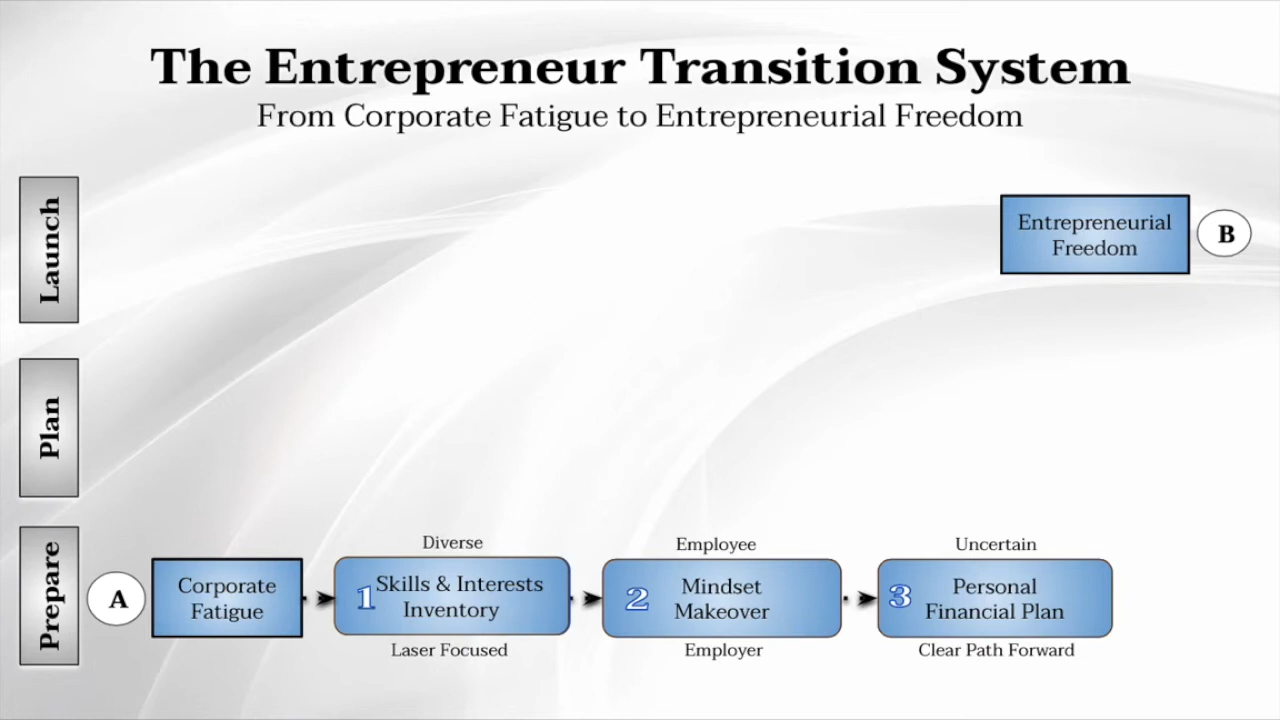 The Entrepreneur Transition System
From Corporate Fatigue to Entrepreneurial Freedom
Launch
Entrepreneurial
Freedom
B
Plan
Prepare
A
Corporate
Fatigue
Diverse
1
Skills & Interests
Inventory
Laser Focused
Employee
2
Mindset
Makeover
Employer
Uncertain
3
Personal
Financial Plan
Clear Path Forward